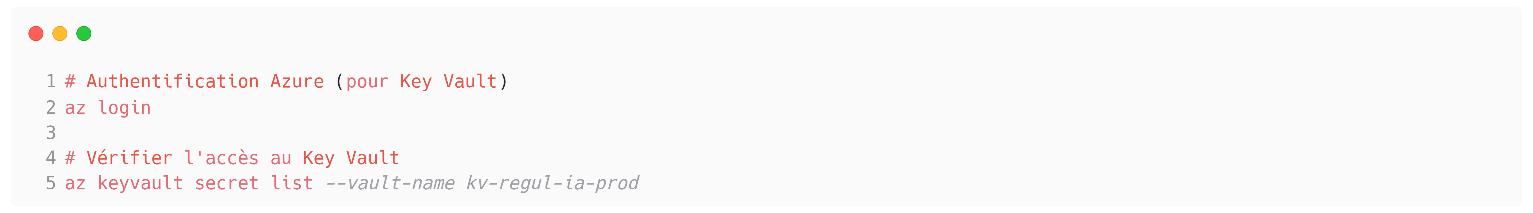 1 # Authentification Azure (pour Key Vault)
2 az login
3
4 # Vérifier l'accès au Key Vault
5 az keyvault secret list --vault-name kv-regul-ia-prod